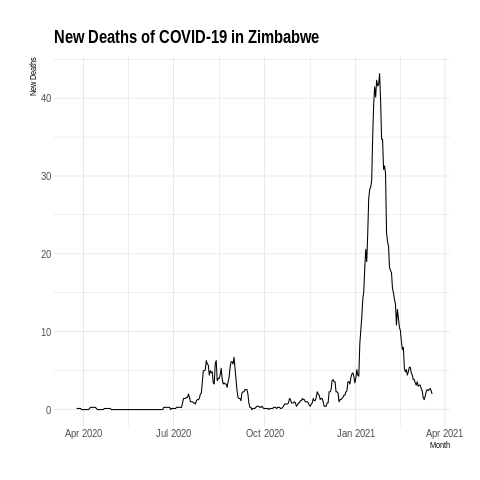 New Deaths of COVID-19 in Zimbabwe
New Deaths
40
30
20
10
0
Apr 2020 Jul 2020 Oct 2020 Jan 2021 Apr 2021
Month